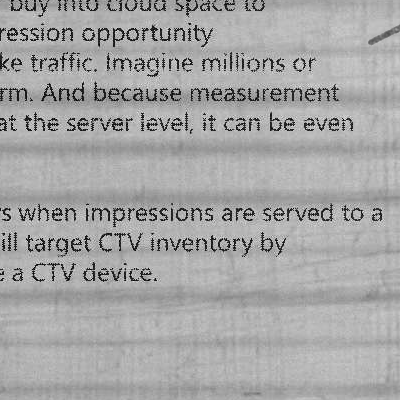 buy into cloud space to
ression opportunity
ke traffic. Imagine millions or
rm. And because measurement
at the server level, it can be even
s when impressions are served to a
ill target CTV inventory by
e a CTV device.